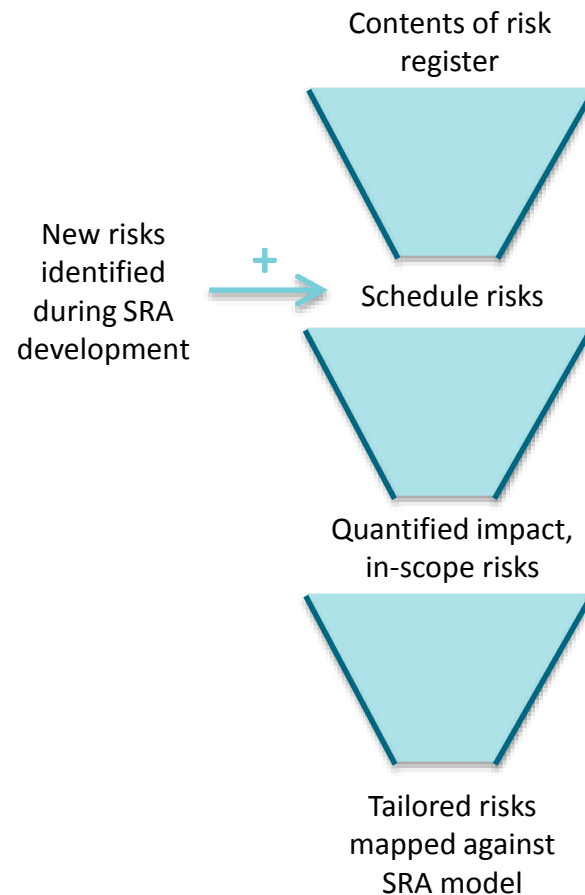 Contents of risk
register
New risks
identified
during SRA
development
+
Schedule risks
Quantified impact,
in-scope risks
Tailored risks
mapped against
SRA model